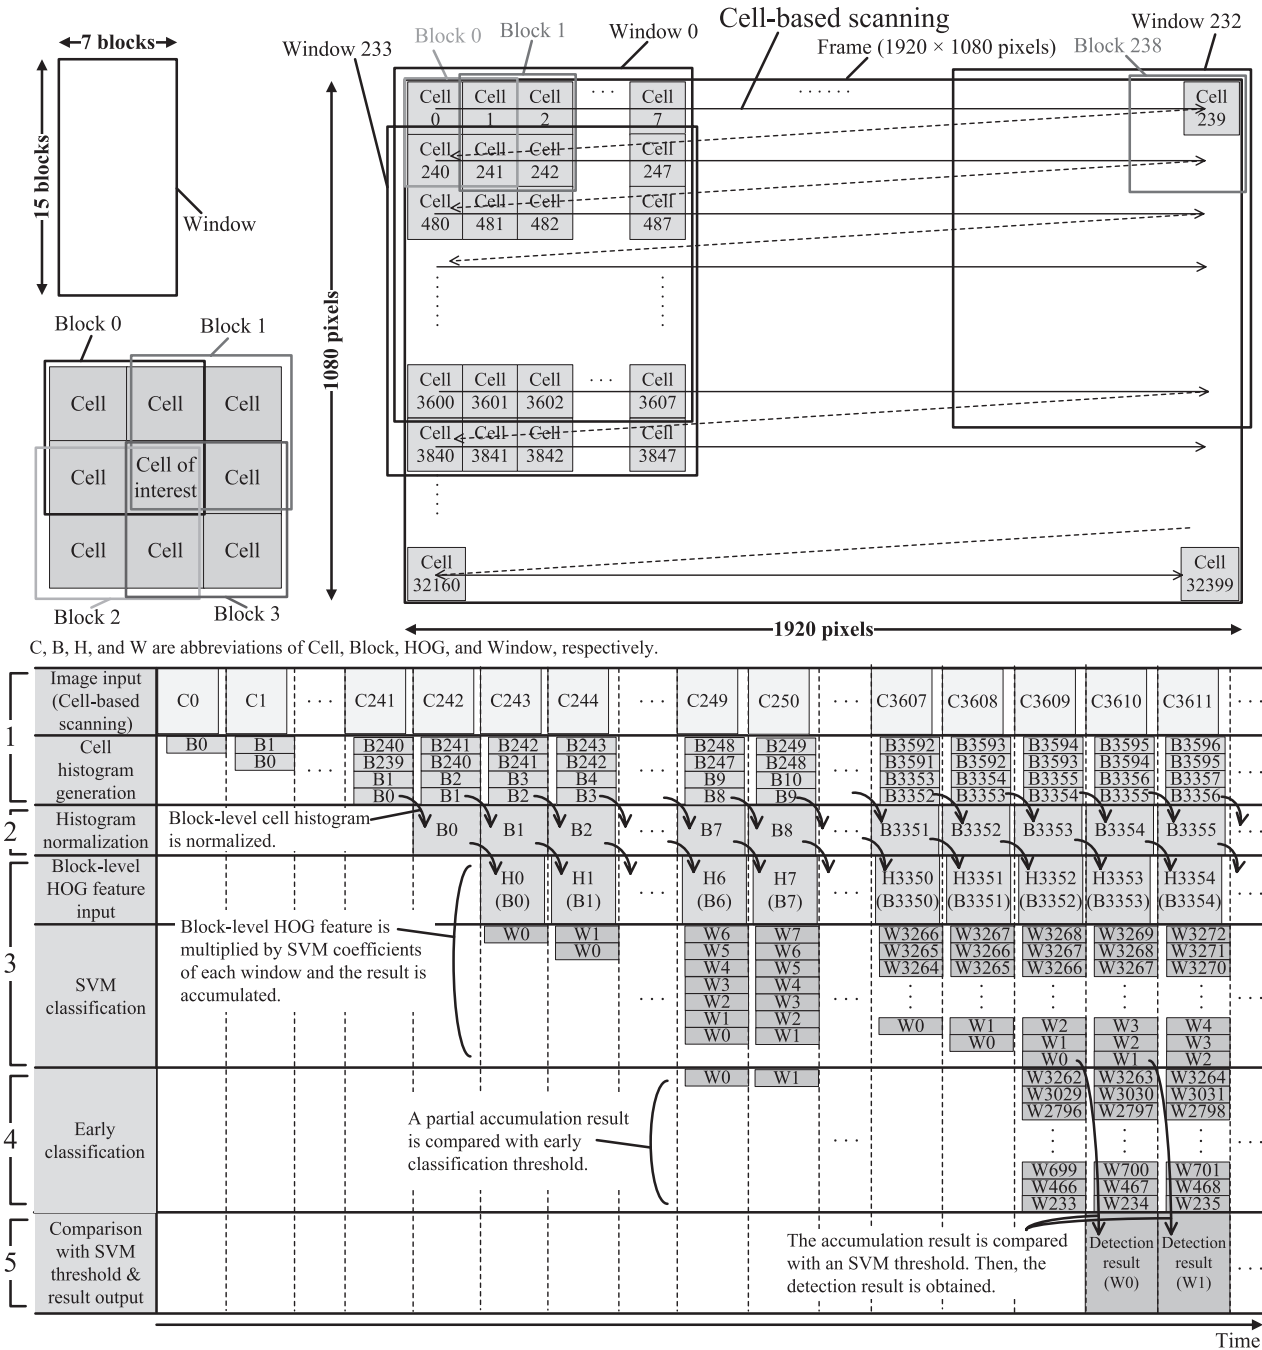 7 blocks
15 blocks
Window
Block 0
Block 1
Cell
Cell
Cell
Cell
Cell of
interest
Cell
Cell
Cell
Cell
Block 2
Block 3
Window 233
Block 0
Block 1
Window 0
Cell-based scanning
Frame (1920 × 1080 pixels)
Window 232
Block 238
1080 pixels
Cell
0
Cell
1
Cell
2
· · ·
Cell
7
· · · · · ·
Cell
239
Cell
240
Cell
241
Cell
242
Cell
247
Cell
480
Cell
481
Cell
482
Cell
487
Cell
3600
Cell
3601
Cell
3602
· · ·
Cell
3607
Cell
3840
Cell
3841
Cell
3842
Cell
3847
Cell
32160
Cell
32399
1920 pixels
C, B, H, and W are abbreviations of Cell, Block, HOG, and Window, respectively.
1
Image input
(Cell-based
scanning)
C0 C1 · · · C241 C242 C243 C244 · · · C249 C250 · · · C3607 C3608 C3609 C3610 C3611 · · ·
Cell
histogram
generation
B0 B1 B240 B241 B242 B243 B248 B249 B3592 B3593 B3594 B3595 B3596
B0 · · · B239 B240 B241 B242 · · · B247 B248 · · · B3591 B3592 B3593 B3594 B3595 · · ·
B1 B2 B3 B4 B9 B10 B3353 B3354 B3355 B3356 B3357
B0 B1 B2 B3 B8 B9 B3352 B3353 B3354 B3355 B3356
2
Histogram
normalization
Block-level cell histogram
is normalized.
B0 B1 B2 · · · B7 B8 · · · B3351 B3352 B3353 B3354 B3355 · · ·
3
Block-level
HOG feature
input
H0 H1 · · · H6 H7 · · · H3350 H3351 H3352 H3353 H3354 · · ·
(B0) (B1) (B6) (B7) (B3350) (B3351) (B3352) (B3353) (B3354)
Block-level HOG feature is
multiplied by SVM coefficients
of each window and the result is
accumulated.
SVM
classification
W0 W1 W6 W7 W3266 W3267 W3268 W3269 W3272
W0 W5 W6 W3265 W3266 W3267 W3268 W3271
W4 W5 W3264 W3265 W3266 W3267 W3270
W3 W4
· · · W2 W3 · · · · · ·
W1 W2 W0 W1 W2 W3 W4
W0 W1 W0 W1 W2 W3
W0 W1 W2
4
Early
classification
W0 W1 W3262 W3263 W3264
W3029 W3030 W3031
W2796 W2797 W2798
A partial accumulation result
is compared with early
classification threshold.
· · · · · ·
W699 W700 W701
W466 W467 W468
W233 W234 W235
5
Comparison
with SVM
threshold &
result output
The accumulation result is compared
with an SVM threshold. Then, the
detection result is obtained.
Detection
result
(W0)
Detection
result
(W1)
· · ·
Time